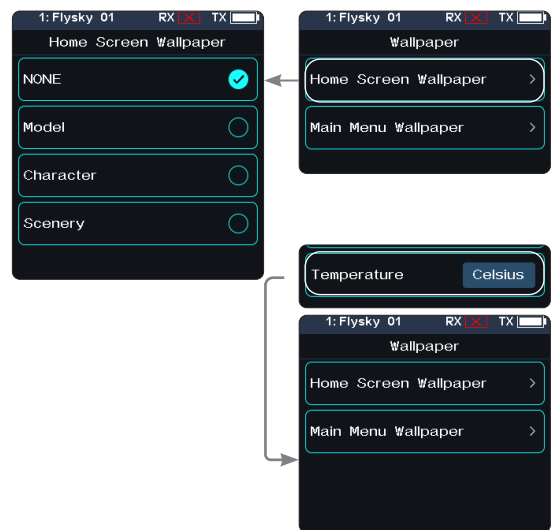 1: Flysky 01 RX TX
Home Screen Wallpaper
NONE
Model
Character
Scenery
1: Flysky 01 RX TX
Wallpaper
Home Screen Wallpaper
Main Menu Wallpaper
Temperature Celsius
1: Flysky 01 RX TX
Wallpaper
Home Screen Wallpaper
Main Menu Wallpaper